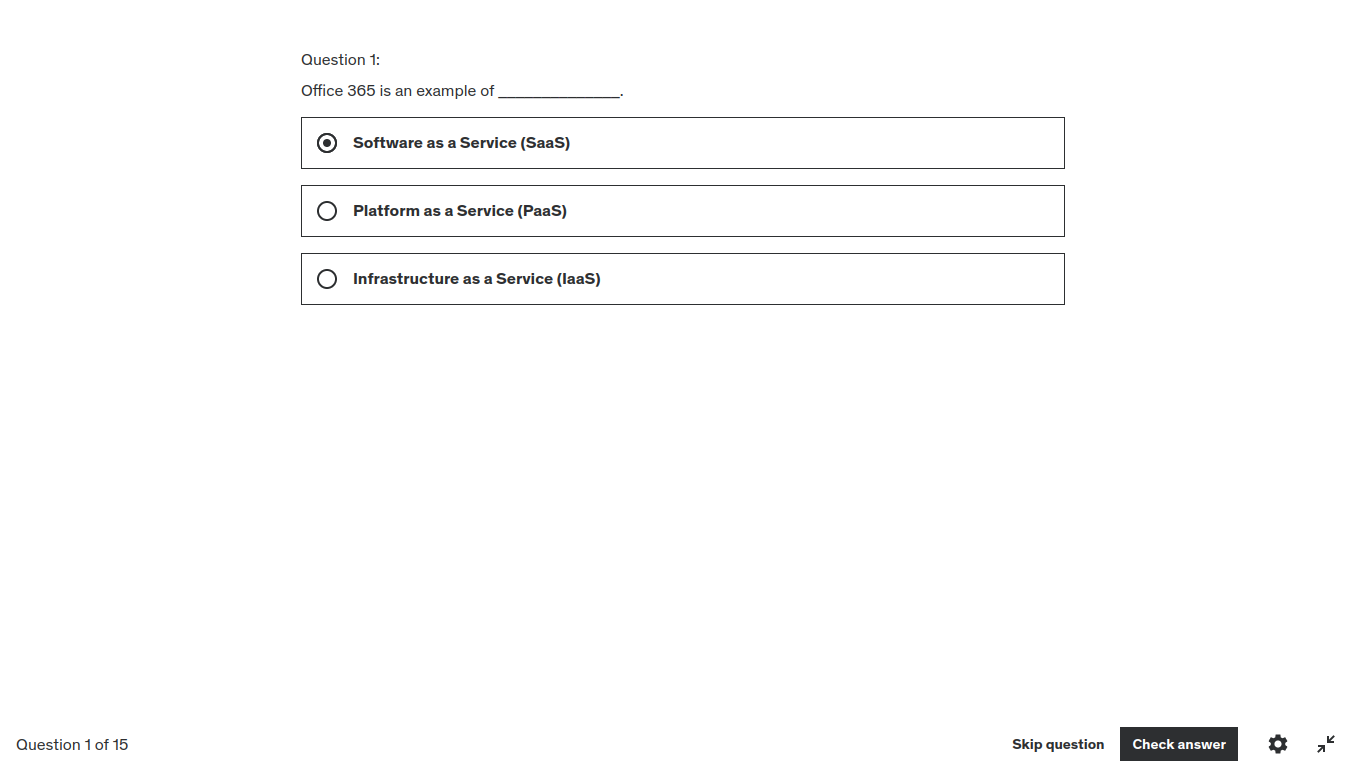 Question 1:
Office 365 is an example of _______________.
Software as a Service (SaaS)
Platform as a Service (PaaS)
Infrastructure as a Service (IaaS)
Question 1 of 15
Skip question
Check answer